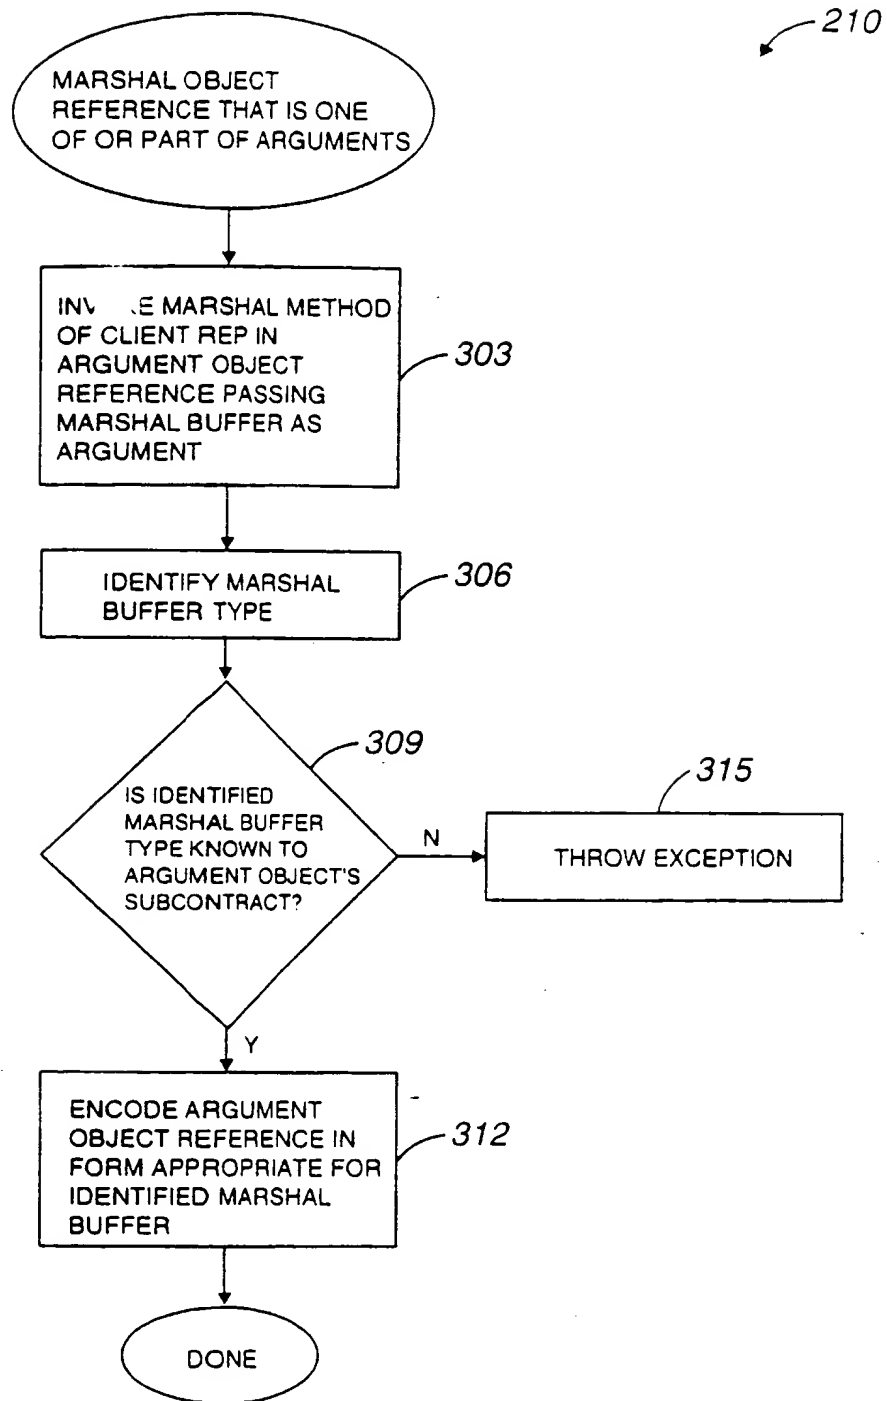 210
MARSHAL OBJECT
REFERENCE THAT IS ONE
OF OR PART OF ARGUMENTS
MARSHAL METHOD
OF CLIENT REP IN
ARGUMENT OBJECT
REFERENCE PASSING
MARSHAL BUFFER AS
ARGUMENT
303
IDENTIFY MARSHAL
BUFFER TYPE
306
309
IS IDENTIFIED
MARSHAL BUFFER
TYPE KNOWN TO
ARGUMENT OBJECT'S
SUBCONTRACT?
N
315
THROW EXCEPTION
Y
ENCODE ARGUMENT
OBJECT REFERENCE IN
FORM APPROPRIATE FOR
IDENTIFIED MARSHAL
BUFFER
312
DONE